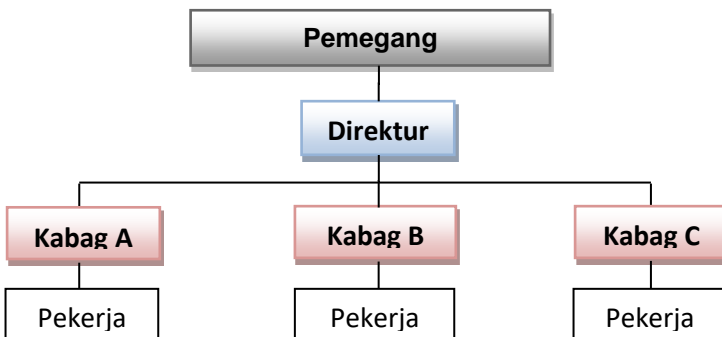 Pemegang
Direktur
Kabag A
Kabag B
Kabag C
Pekerja
Pekerja
Pekerja